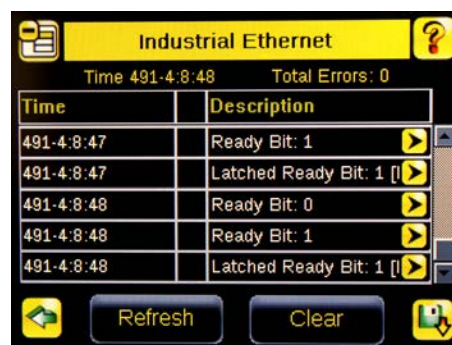 Industrial Ethernet
?
Time 491-4:8:48 Total Errors: 0
Time Description
491-4:8:47 Ready Bit: 1
491-4:8:47 Latched Ready Bit: 1 [
491-4:8:48 Ready Bit: 0
491-4:8:48 Ready Bit: 1
491-4:8:48 Latched Ready Bit: 1 [
Refresh Clear